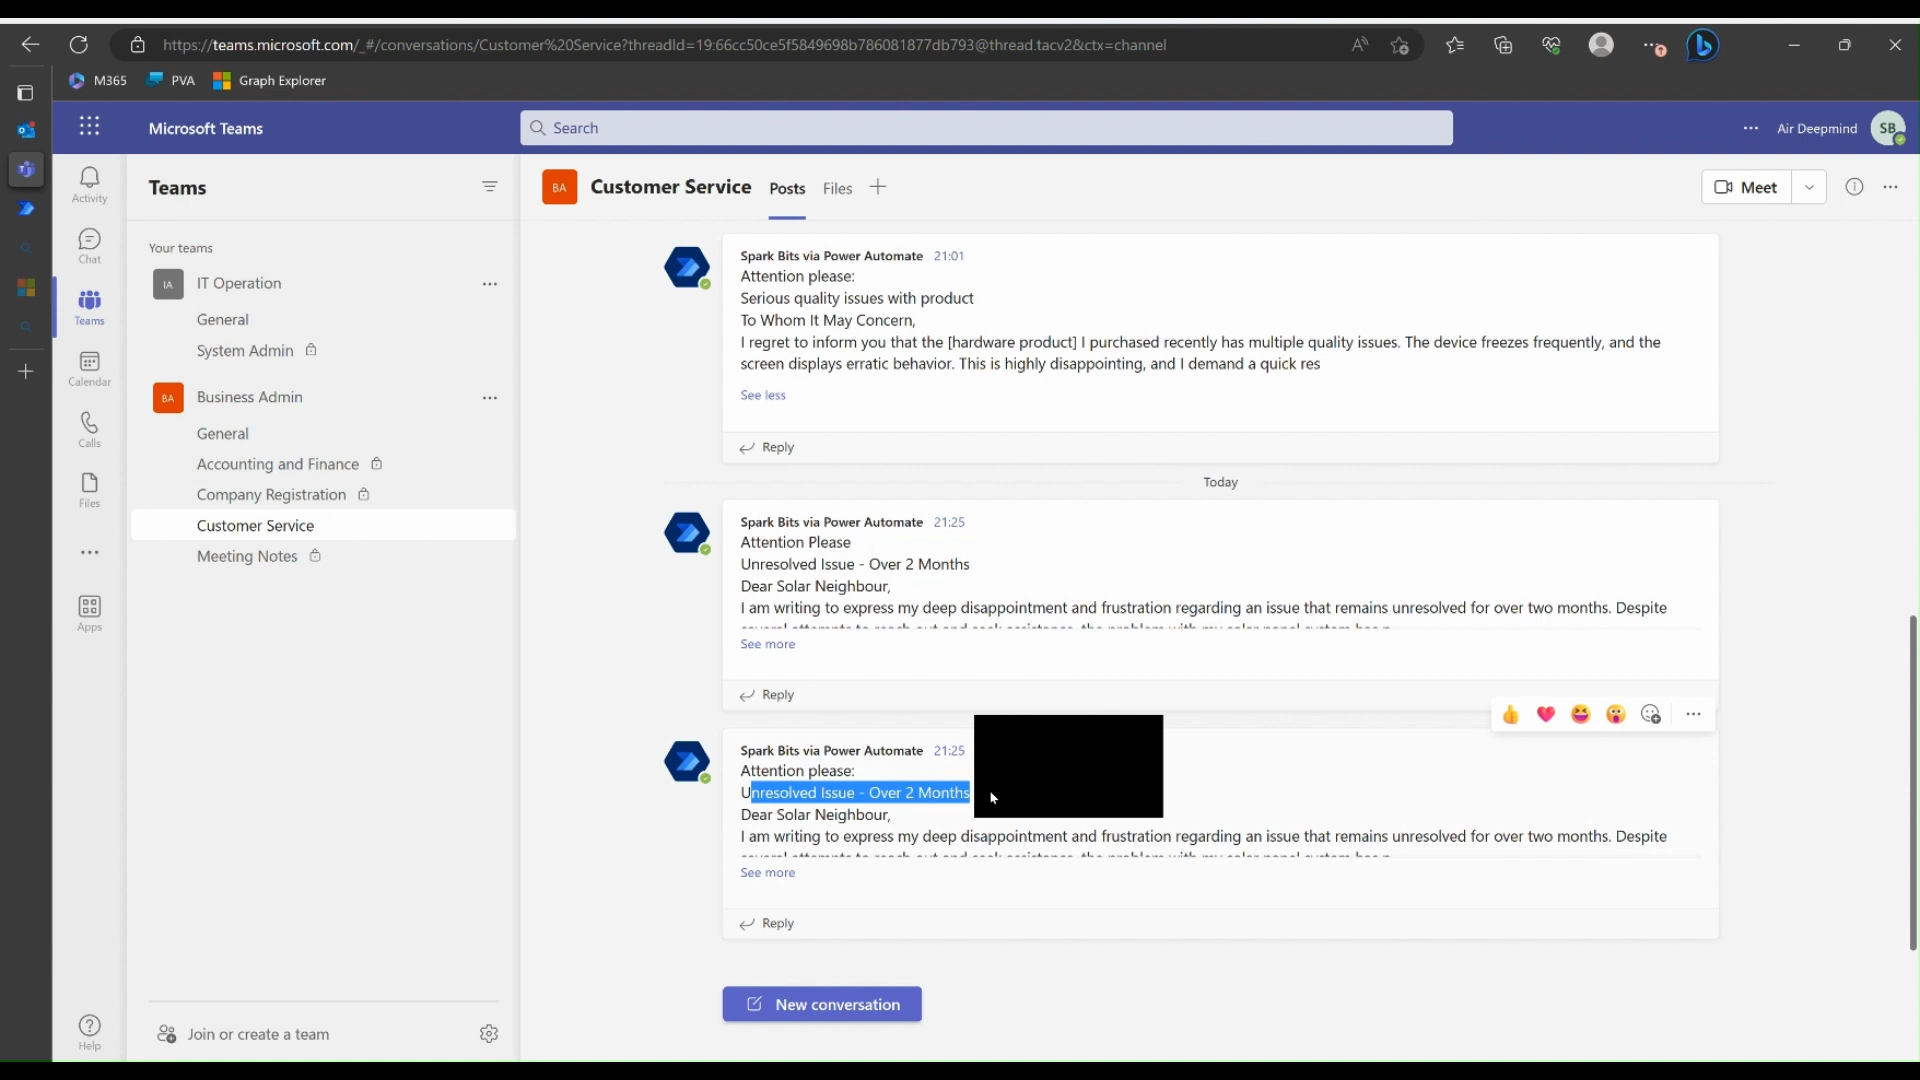 https://teams.microsoft.com/_#/conversations/Customer%20Service?threadId=19:66cc50ce5f5849698b786081877db793@thread.tacv2&ctx=channel
M365 PVA Graph Explorer
Microsoft Teams
Search
Air Deepmind
SB
Activity
Chat
Teams
Calendar
Calls
Files
Apps
Help
Teams
Your teams
IA IT Operation
General
System Admin
BA Business Admin
General
Accounting and Finance
Company Registration
Customer Service
Meeting Notes
Join or create a team
BA Customer Service Posts Files
Meet
Spark Bits via Power Automate 21:01
Attention please:
Serious quality issues with product
To Whom It May Concern,
I regret to inform you that the [hardware product] I purchased recently has multiple quality issues. The device freezes frequently, and the
screen displays erratic behavior. This is highly disappointing, and I demand a quick res
See less
Reply
Today
Spark Bits via Power Automate 21:25
Attention Please
Unresolved Issue - Over 2 Months
Dear Solar Neighbour,
I am writing to express my deep disappointment and frustration regarding an issue that remains unresolved for over two months. Despite
See more
Reply
Spark Bits via Power Automate 21:25
Attention please:
Unresolved Issue - Over 2 Months
Dear Solar Neighbour,
I am writing to express my deep disappointment and frustration regarding an issue that remains unresolved for over two months. Despite
See more
Reply
New conversation